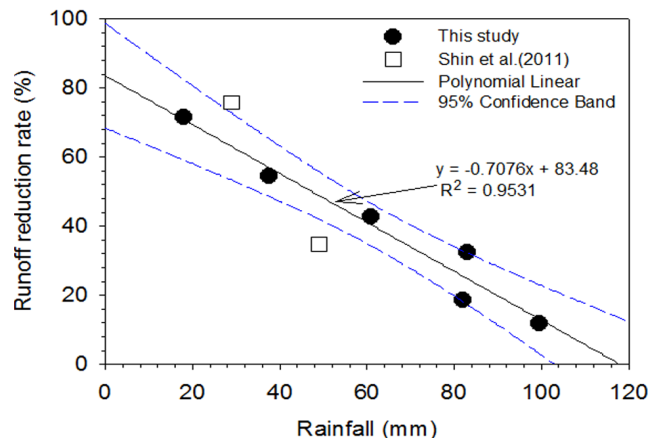 100
80
60
40
20
0
Runoff reduction rate (%)
This study
Shin et al.(2011)
Polynomial Linear
95% Confidence Band
y = -0.7076x + 83.48
R² = 0.9531
0 20 40 60 80 100 120
Rainfall (mm)